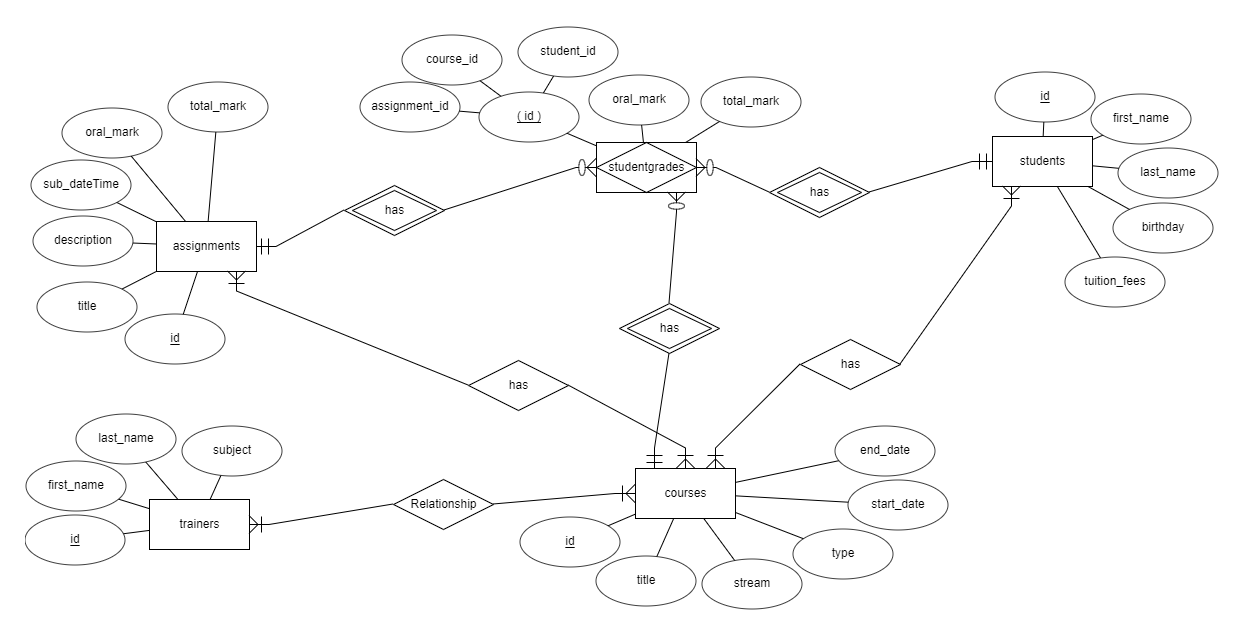 student_id
course_id
assignment_id
( id )
oral_mark
total_mark
total_mark
oral_mark
sub_dateTime
description
title
id
assignments
has
studentgrades
has
students
id
first_name
last_name
birthday
tuition_fees
has
has
has
last_name
subject
first_name
id
trainers
Relationship
courses
end_date
start_date
type
stream
title
id